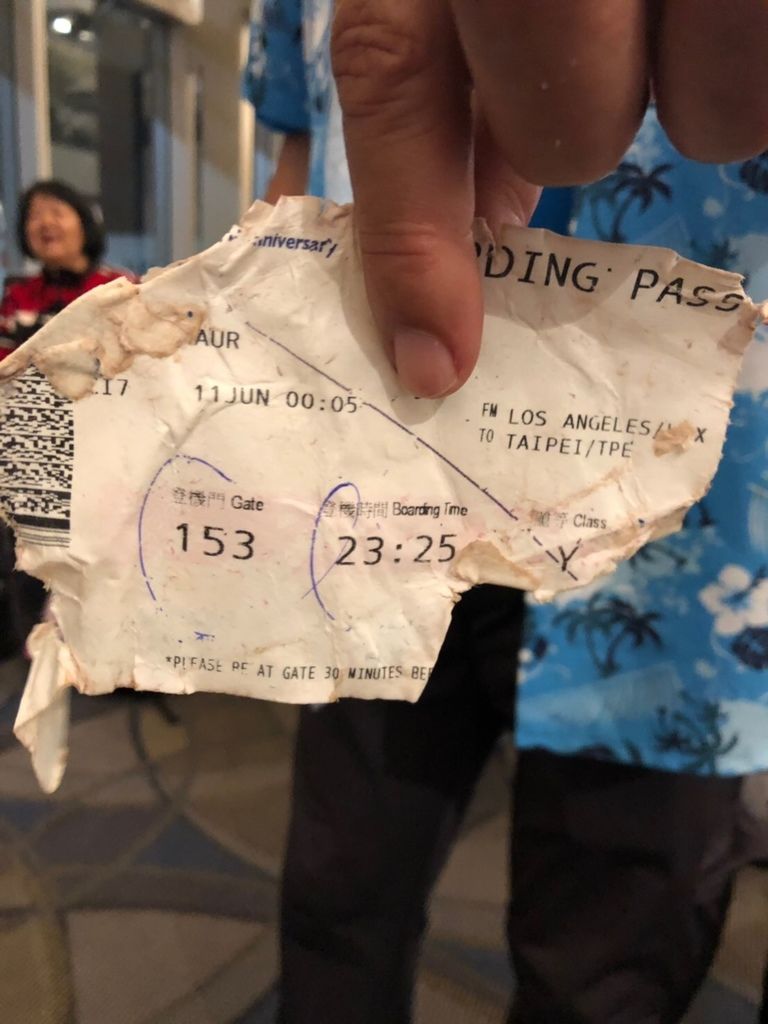 DING PASS
AUR
11JUN 00:05
FM LOS ANGELES/
TO TAIPEI/TPE
登機門 Gate
登機時間 Boarding Time
Class
153
23:25
Y
*PLEASE BE AT GATE 30 MINUTES BEF